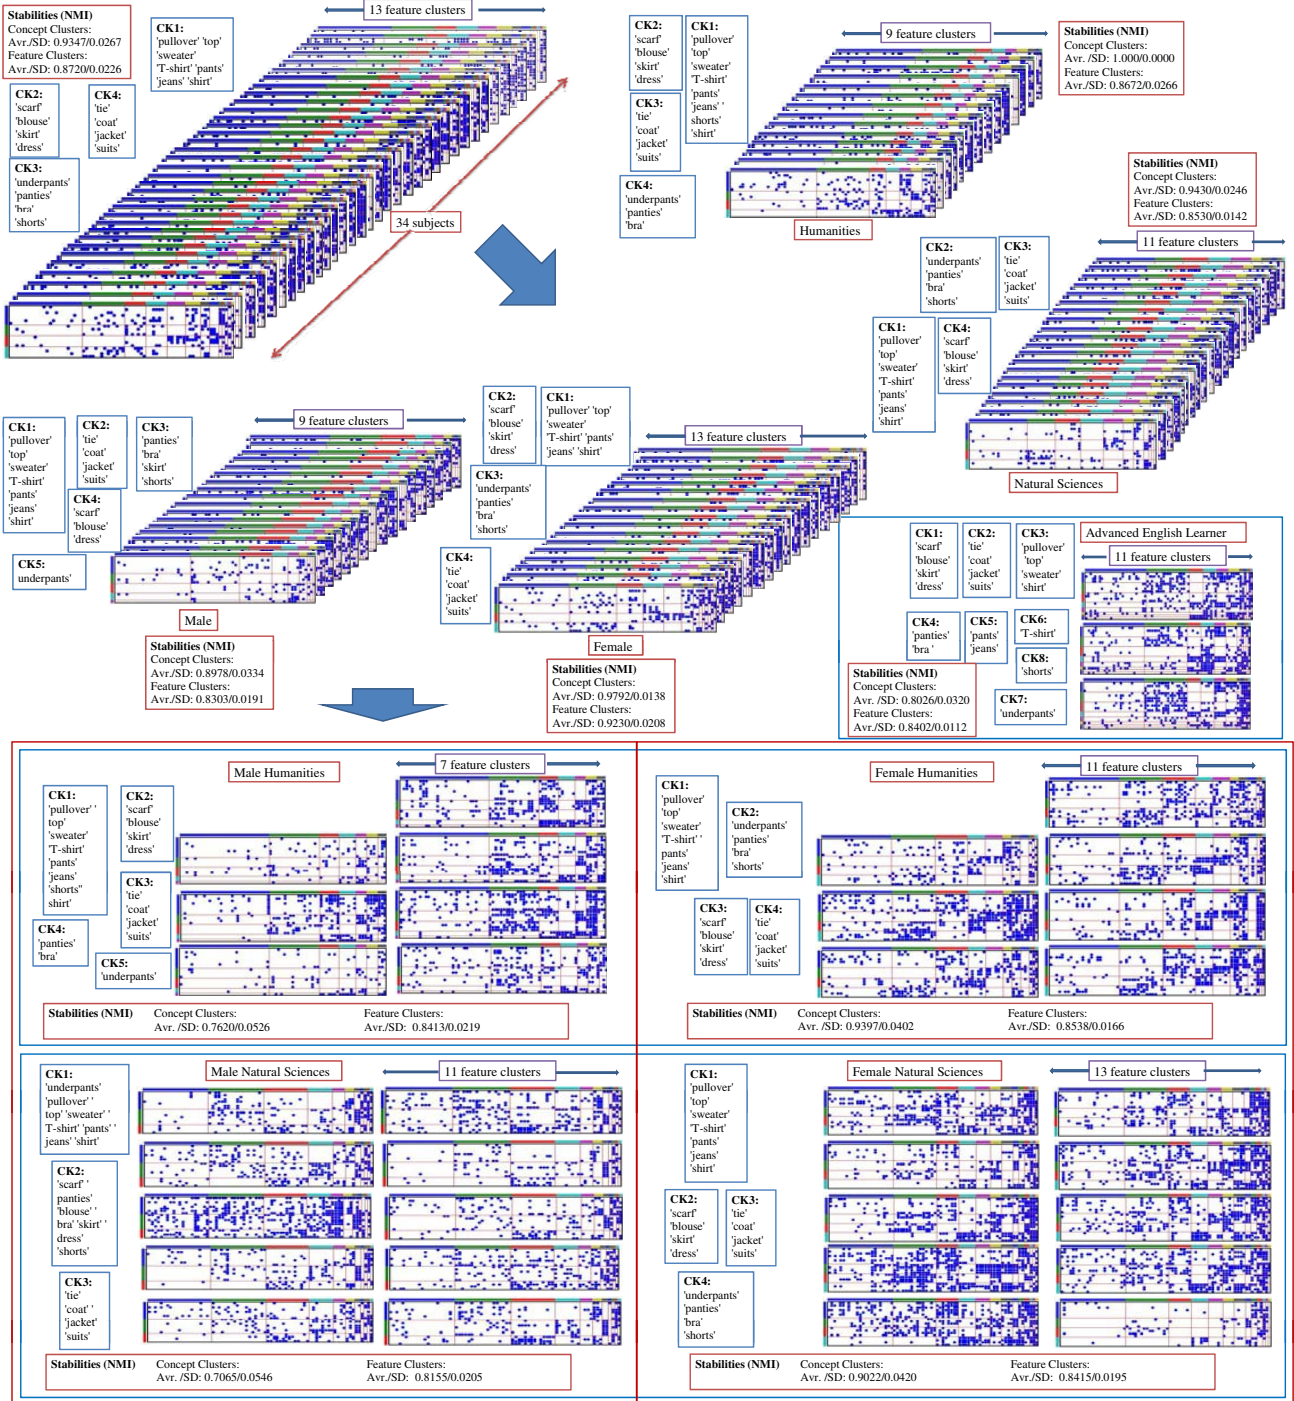 Stabilities (NMI)
Concept Clusters:
Avr./SD: 0.9347/0.0267
Feature Clusters:
Avr./SD: 0.8720/0.0226
13 feature clusters
CK1:
'pullover' 'top'
'sweater'
'T-shirt' 'pants'
'jeans' 'shirt'
CK2:
'scarf'
'blouse'
'skirt'
'dress'
CK4:
'tie'
'coat'
'jacket'
'suits'
CK3:
'underpants'
'panties'
'bra'
'shorts'
34 subjects
CK2:
'scarf'
'blouse'
'skirt'
'dress'
CK1:
'pullover'
'top'
'sweater'
'T-shirt'
'pants'
'jeans' '
shorts'
'shirt'
CK3:
'tie'
'coat'
'jacket'
'suits'
CK4:
'underpants'
'panties'
'bra'
9 feature clusters
Humanities
Stabilities (NMI)
Concept Clusters:
Avr. /SD: 1.000/0.0000
Feature Clusters:
Avr./SD: 0.8672/0.0266
Stabilities (NMI)
Concept Clusters:
Avr./SD: 0.9430/0.0246
Feature Clusters:
Avr./SD: 0.8530/0.0142
11 feature clusters
CK2:
'underpants'
'panties'
'bra'
'shorts'
CK3:
'tie'
'coat'
'jacket'
'suits'
CK1:
'pullover'
'top'
'sweater'
'T-shirt'
'pants'
'jeans'
'shirt'
CK4:
'scarf'
'blouse'
'skirt'
'dress'
Natural Sciences
9 feature clusters
CK1:
'pullover'
'top'
'sweater'
'T-shirt'
'pants'
'jeans'
'shirt'
CK2:
'tie'
'coat'
'jacket'
'suits'
CK3:
'panties'
'bra'
'skirt'
'shorts'
CK4:
'scarf'
'blouse'
'dress'
CK5:
underpants'
Male
Stabilities (NMI)
Concept Clusters:
Avr./SD: 0.8978/0.0334
Feature Clusters:
Avr./SD: 0.8303/0.0191
CK2:
'scarf'
'blouse'
'skirt'
'dress'
CK1:
'pullover' 'top'
'sweater'
'T-shirt' 'pants'
'jeans' 'shirt'
13 feature clusters
CK3:
'underpants'
'panties'
'bra'
'shorts'
CK4:
'tie'
'coat'
'jacket'
'suits'
Female
Stabilities (NMI)
Concept Clusters:
Avr./SD: 0.9792/0.0138
Feature Clusters:
Avr./SD: 0.9230/0.0208
Advanced English Learner
11 feature clusters
CK1:
'scarf'
'blouse'
'skirt'
'dress'
CK2:
'tie'
'coat'
'jacket'
'suits'
CK3:
'pullover'
'top'
'sweater'
'shirt'
CK4:
'panties'
'bra '
CK5:
'pants'
'jeans'
CK6:
'T-shirt'
CK8:
'shorts'
CK7:
'underpants'
Stabilities (NMI)
Concept Clusters:
Avr. /SD: 0.8026/0.0320
Feature Clusters:
Avr./SD: 0.8402/0.0112
Male Humanities
7 feature clusters
CK1:
'pullover' '
top'
'sweater'
'T-shirt'
'pants'
'jeans'
'shorts''
shirt'
CK2:
'scarf'
'blouse'
'skirt'
'dress'
CK3:
'tie'
'coat'
'jacket'
'suits'
CK4:
'panties'
'bra'
CK5:
'underpants'
Stabilities (NMI) Concept Clusters: Feature Clusters:
Avr. /SD: 0.7620/0.0526 Avr./SD: 0.8413/0.0219
Female Humanities
11 feature clusters
CK1:
'pullover'
top'
'sweater'
'T-shirt' '
pants'
'jeans'
'shirt'
CK2:
'underpants'
'panties'
'bra'
'shorts'
CK3:
'scarf'
'blouse'
'skirt'
'dress'
CK4:
'tie'
'coat'
'jacket'
'suits'
Stabilities (NMI) Concept Clusters: Feature Clusters:
Avr. /SD: 0.9397/0.0402 Avr./SD: 0.8538/0.0166
Male Natural Sciences
11 feature clusters
CK1:
'underpants'
'pullover' '
top' 'sweater' '
T-shirt' 'pants' '
jeans' 'shirt'
CK2:
'scarf' '
panties'
'blouse' '
bra' 'skirt' '
dress'
'shorts'
CK3:
'tie'
'coat' '
jacket'
'suits'
Stabilities (NMI) Concept Clusters: Feature Clusters:
Avr. /SD: 0.7065/0.0546 Avr./SD: 0.8155/0.0205
Female Natural Sciences
13 feature clusters
CK1:
'pullover'
'top'
'sweater'
'T-shirt'
'pants'
'jeans'
'shirt'
CK2:
'scarf'
'blouse'
'skirt'
'dress'
CK3:
'tie'
'coat'
'jacket'
'suits'
CK4:
'underpants'
'panties'
'bra'
'shorts'
Stabilities (NMI) Concept Clusters: Feature Clusters:
Avr. /SD: 0.9022/0.0420 Avr./SD: 0.8415/0.0195